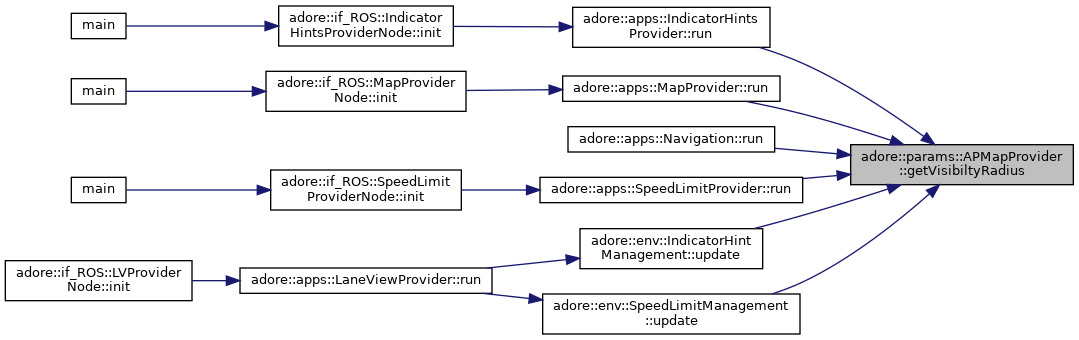 main
adore::if_ROS::Indicator
HintsProviderNode::init
adore::apps::IndicatorHints
Provider::run
main
adore::if_ROS::MapProvider
Node::init
adore::apps::MapProvider::run
adore::apps::Navigation::run
adore::params::APMapProvider
::getVisibiltyRadius
main
adore::if_ROS::SpeedLimit
ProviderNode::init
adore::apps::SpeedLimitProvider::run
adore::env::IndicatorHint
Management::update
adore::if_ROS::LVProvider
Node::init
adore::apps::LaneViewProvider::run
adore::env::SpeedLimitManagement
::update